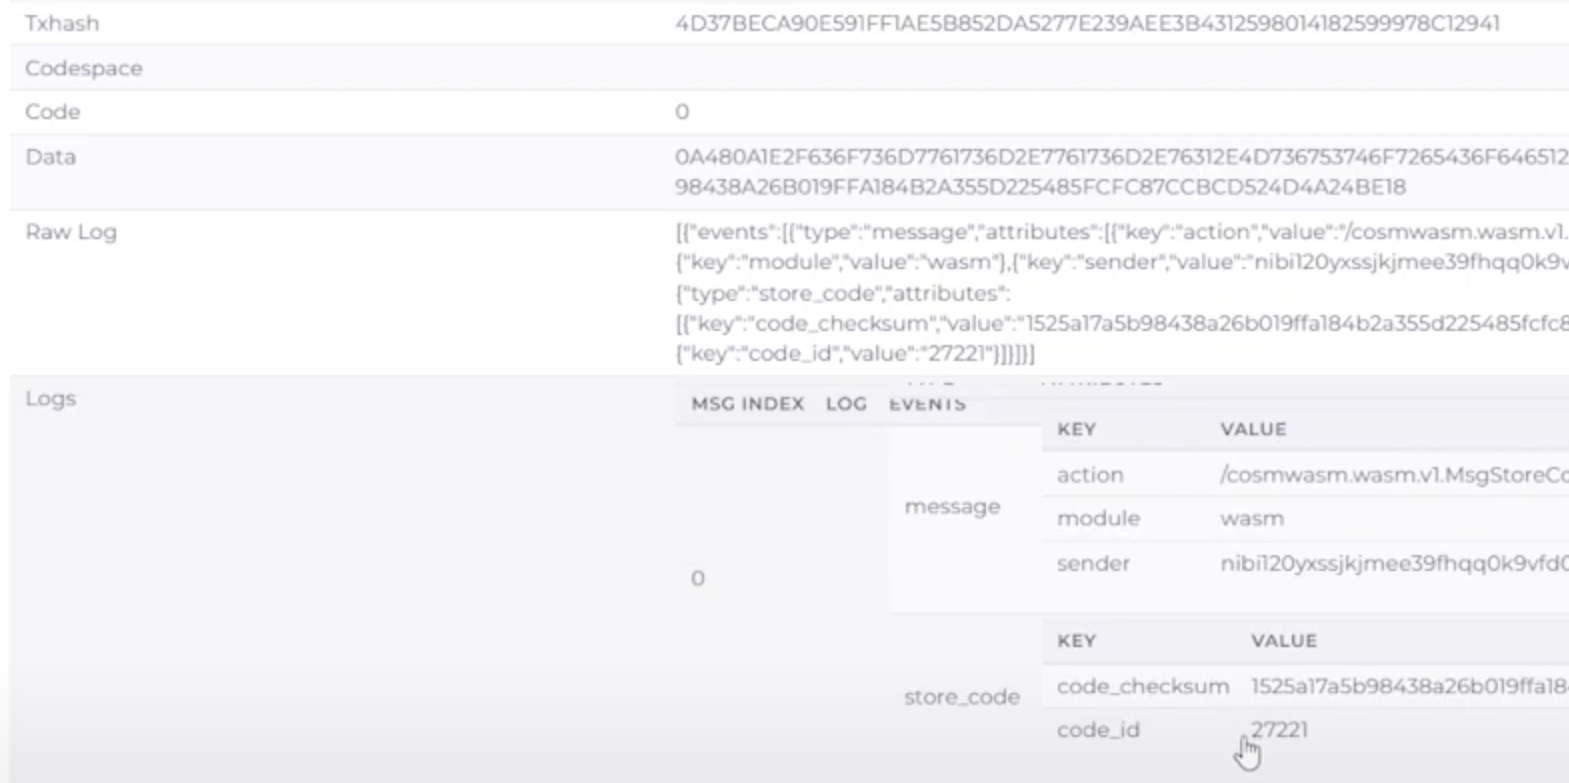 Txhash 4D37BECA90E591FF1AE5B852DA5277E239AEE3B4312598014182599978C12941
Codespace
Code 0
Data 0A480A1E2F636F736D7761736D2E7761736D2E76312E4D736753746F7265436F646512
98438A26B019FFA184B2A355D225485FCFC87CCBCD524D4A24BE18
Raw Log [{"events":[{"type":"message","attributes":[{"key":"action","value":"/cosmwasm.wasm.v1.
{"key":"module","value":"wasm"},{"key":"sender","value":"nibi120yxssjkjmee39fhqq0k9v
{"type":"store_code","attributes":
[{"key":"code_checksum","value":"1525a17a5b98438a26b019ffa184b2a355d225485fcfc8
{"key":"code_id","value":"27221"}]}]}]
Logs
MSG INDEX LOG EVENTS
KEY VALUE
action /cosmwasm.wasm.v1.MsgStoreCo
message
module wasm
sender nibi120yxssjkjmee39fhqq0k9vfd0
0
KEY VALUE
code_checksum 1525a17a5b98438a26b019ffa18
store_code
code_id 27221